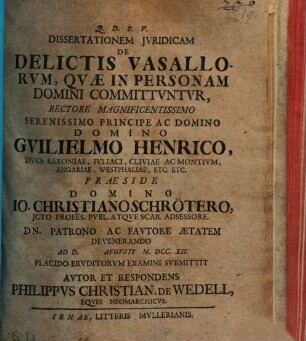 Q. D. B. V.
DISSERTATIONEM JVRIDICAM
DE
DELICTIS VASALLO-
RVM, QVÆ IN PERSONAM
DOMINI COMMITTVNTVR,
RECTORE MAGNIFICENTISSIMO
SERENISSIMO PRINCIPE AC DOMINO
DOMINO
GVILIELMO HENRICO,
DVCE SAXONIAE, IVLIACI, CLIVIAE AC MONTIVM,
ANGARIAE, WESTPHALIAE, ETC. ETC.
PRAESIDE
DOMINO
IO. CHRISTIANO SCHRÖTERO,
JCTO PROFES. PVBL. ATQVE SCAB. ADSESSORE.
DN. PATRONO AC FAVTORE ÆTATEM
DEVENERANDO
AD D. AVGVSTI M. DCC. XII.
PLACIDO ERVDITORVM EXAMINI SVBMITTIT
AVTOR ET RESPONDENS
PHILIPPVS CHRISTIAN. DE WEDELL,
EQVES NEOMARCHICVS.
IENAE, LITTERIS MVLLERIANIS.